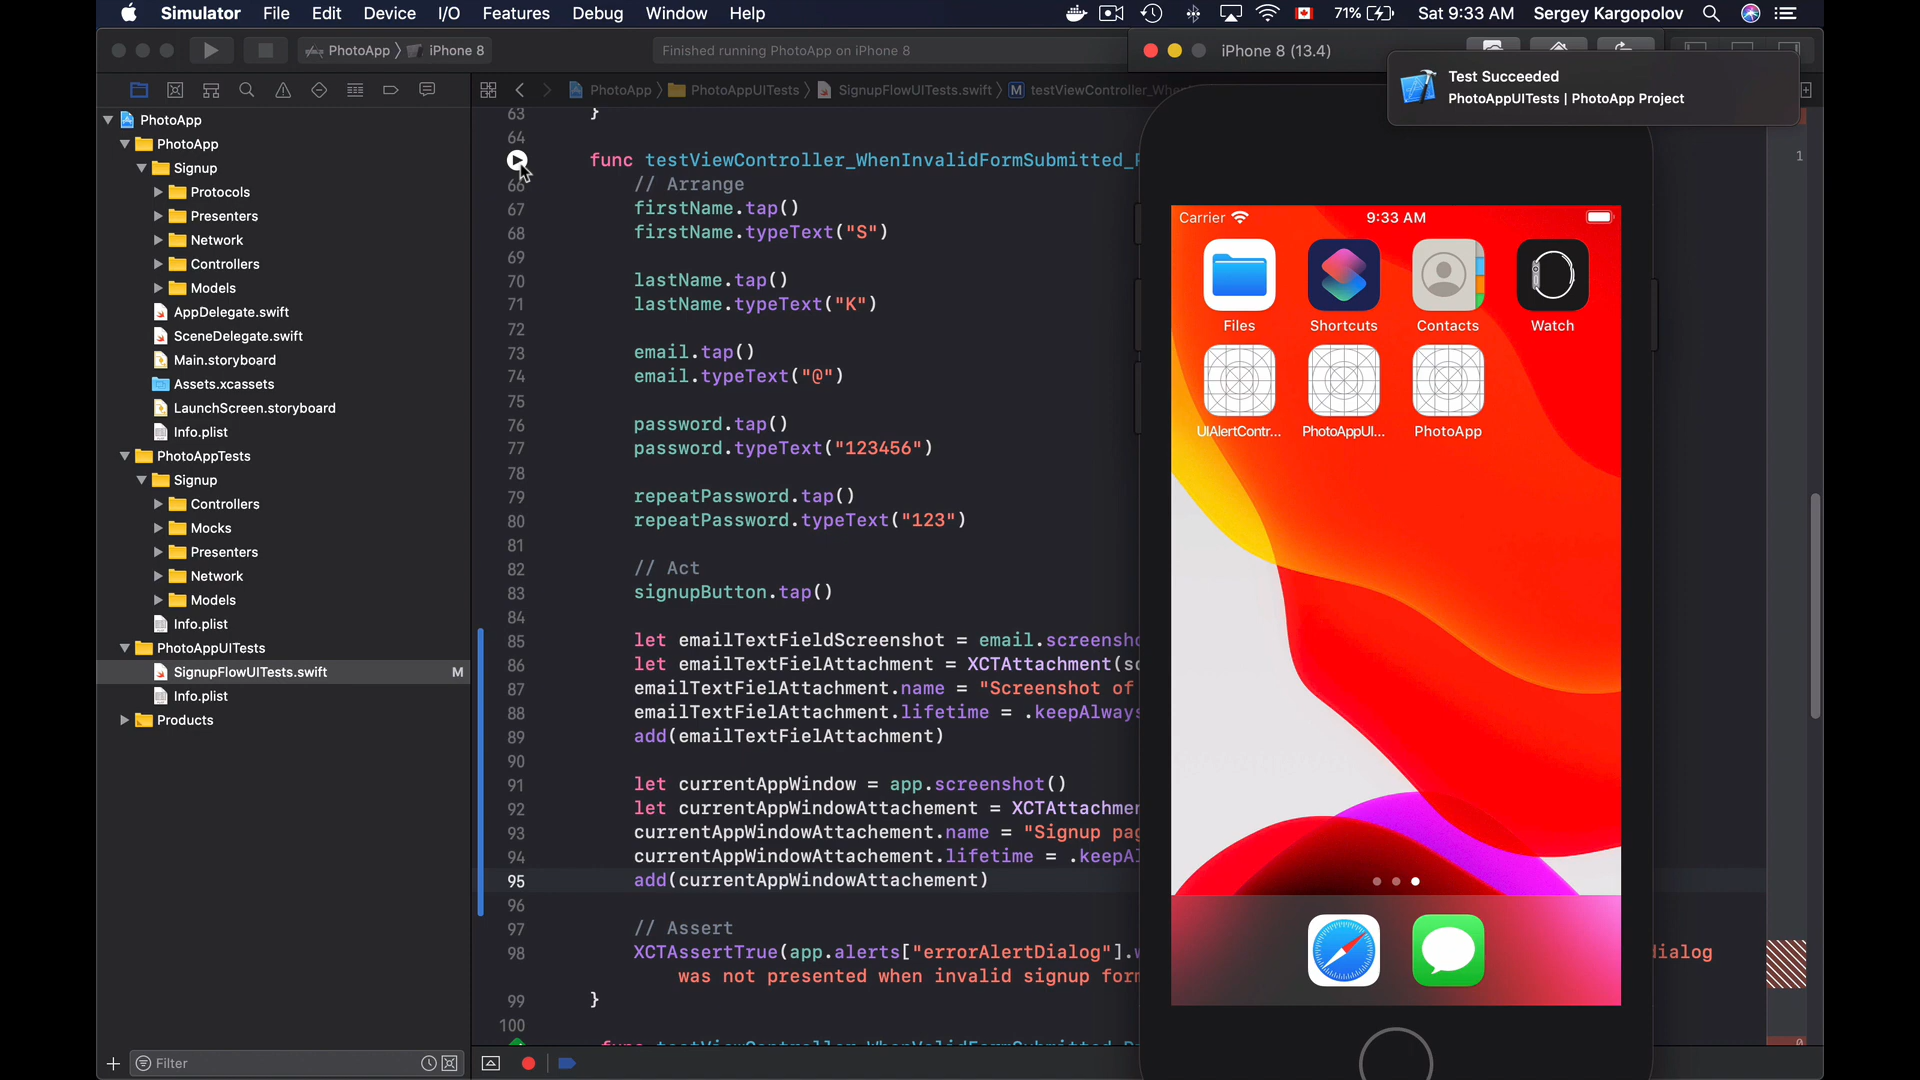 Simulator File Edit Device I/O Features Debug Window Help 71% Sat 9:33 AM Sergey Kargopolov
PhotoApp iPhone 8 Finished running PhotoApp on iPhone 8 iPhone 8 (13.4)
Test Succeeded
PhotoAppUITests | PhotoApp Project
PhotoApp PhotoAppUITests SignupFlowUITests.swift M testViewController_Whe
PhotoApp
PhotoApp
Signup
Protocols
Presenters
Network
Controllers
Models
AppDelegate.swift
SceneDelegate.swift
Main.storyboard
Assets.xcassets
LaunchScreen.storyboard
Info.plist
PhotoAppTests
Signup
Controllers
Mocks
Presenters
Network
Models
Info.plist
PhotoAppUITests
SignupFlowUITests.swift M
Info.plist
Products
Filter
63 }
64
func testViewController_WhenInvalidFormSubmitted_
66 // Arrange
67 firstName.tap()
68 firstName.typeText("S")
69
70 lastName.tap()
71 lastName.typeText("K")
72
73 email.tap()
74 email.typeText("@")
75
76 password.tap()
77 password.typeText("123456")
78
79 repeatPassword.tap()
80 repeatPassword.typeText("123")
81
82 // Act
83 signupButton.tap()
84
85 let emailTextFieldScreenshot = email.screensh
86 let emailTextFielAttachment = XCTAttachment(sc
87 emailTextFielAttachment.name = "Screenshot of
88 emailTextFielAttachment.lifetime = .keepAlways
89 add(emailTextFielAttachment)
90
91 let currentAppWindow = app.screenshot()
92 let currentAppWindowAttachement = XCTAttachmen
93 currentAppWindowAttachement.name = "Signup pag
94 currentAppWindowAttachement.lifetime = .keepAl
95 add(currentAppWindowAttachement)
96
97 // Assert
98 XCTAssertTrue(app.alerts["errorAlertDialog"].w dialog
was not presented when invalid signup for
99 }
100
1
Carrier 9:33 AM
Files Shortcuts Contacts Watch
UIAlertContr... PhotoAppUI... PhotoApp